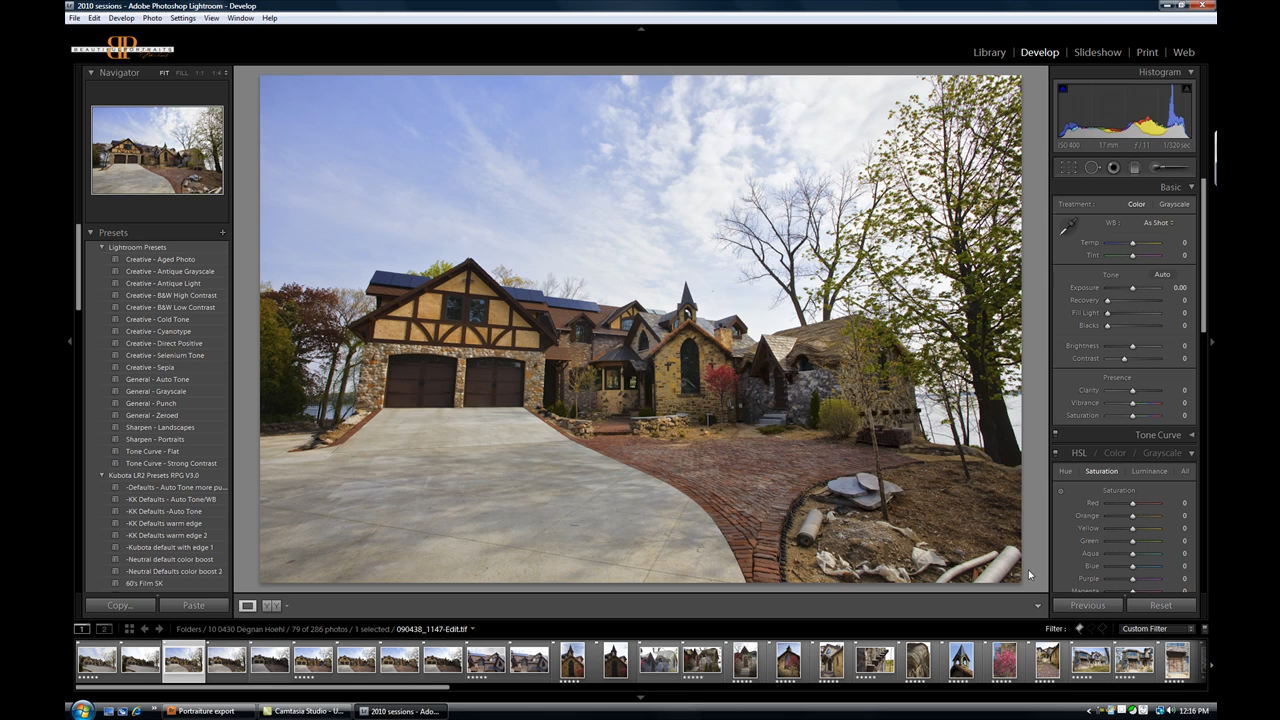 2010 sessions - Adobe Photoshop Lightroom - Develop
File Edit Develop Photo Settings View Window Help
BEAUTIQUE PORTRAITS
Library | Develop Slideshow Print Web
Navigator FIT FILL 1:1 1:4
Histogram
ISO 400 17 mm ƒ / 11 1/320 sec
Basic
Treatment : Color Grayscale
WB : As Shot
Temp 0
Tint 0
Tone Auto
Exposure 0.00
Recovery 0
Fill Light 0
Blacks 0
Brightness 0
Contrast 0
Presence
Clarity 0
Vibrance 0
Saturation 0
Tone Curve
HSL / Color / Grayscale
Hue Saturation Luminance All
Saturation
Red 0
Orange 0
Yellow 0
Green 0
Aqua 0
Blue 0
Purple 0
Magenta 0
Previous Reset
Presets +
Lightroom Presets
Creative - Aged Photo
Creative - Antique Grayscale
Creative - Antique Light
Creative - B&W High Contrast
Creative - B&W Low Contrast
Creative - Cold Tone
Creative - Cyanotype
Creative - Direct Positive
Creative - Selenium Tone
Creative - Sepia
General - Auto Tone
General - Grayscale
General - Punch
General - Zeroed
Sharpen - Landscapes
Sharpen - Portraits
Tone Curve - Flat
Tone Curve - Strong Contrast
Kubota LR2 Presets RPG V3.0
-Defaults - Auto Tone more pu...
-KK Defaults - Auto Tone/WB
-KK Defaults -Auto Tone
-KK Defaults warm edge
-KK Defaults warm edge 2
-Kubota default with edge 1
-Neutral default color boost
-Neutral Defaults color boost 2
60's Film SK
Copy... Paste
1 2 Folders / 10 0430 Degnan Hoehl / 79 of 286 photos / 1 selected / 090438_1147-Edit.tif Filter : Custom Filter
Portraiture export Camtasia Studio - U... 2010 sessions - Ado... 12:16 PM